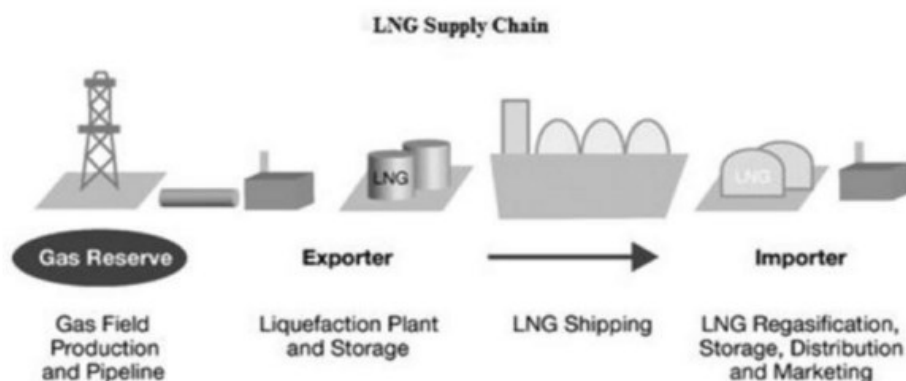 LNG Supply Chain
LNG
LNG
Gas Reserve
Exporter
Importer
Gas Field
Production
and Pipeline
Liquefaction Plant
and Storage
LNG Shipping
LNG Regasification,
Storage, Distribution
and Marketing